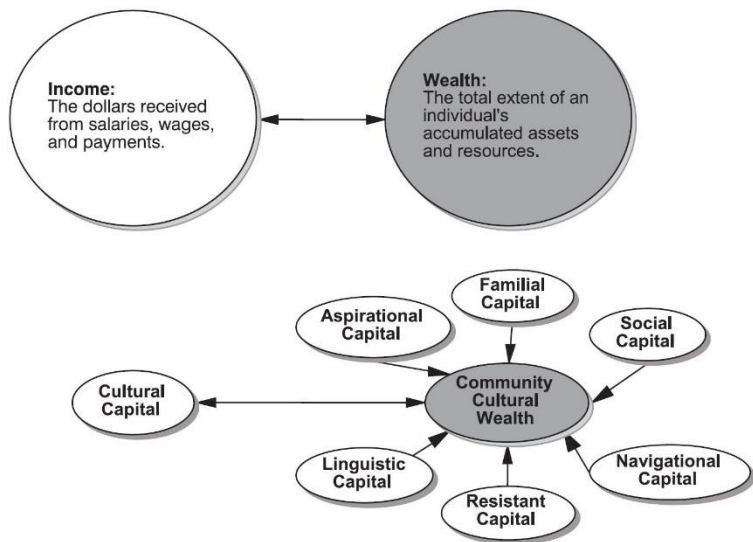 Income:
The dollars received
from salaries, wages,
and payments.
Wealth:
The total extent of an
individual's
accumulated assets
and resources.
Familial
Capital
Aspirational
Capital
Social
Capital
Community
Cultural
Wealth
Cultural
Capital
Linguistic
Capital
Navigational
Capital
Resistant
Capital